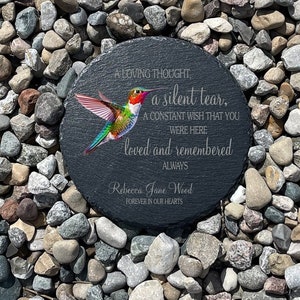 A LOVING THOUGHT,
a silent tear,
A CONSTANT WISH THAT YOU
WERE HERE
loved and remembered
ALWAYS
Rebecca Jane Wood
FOREVER IN OUR HEARTS